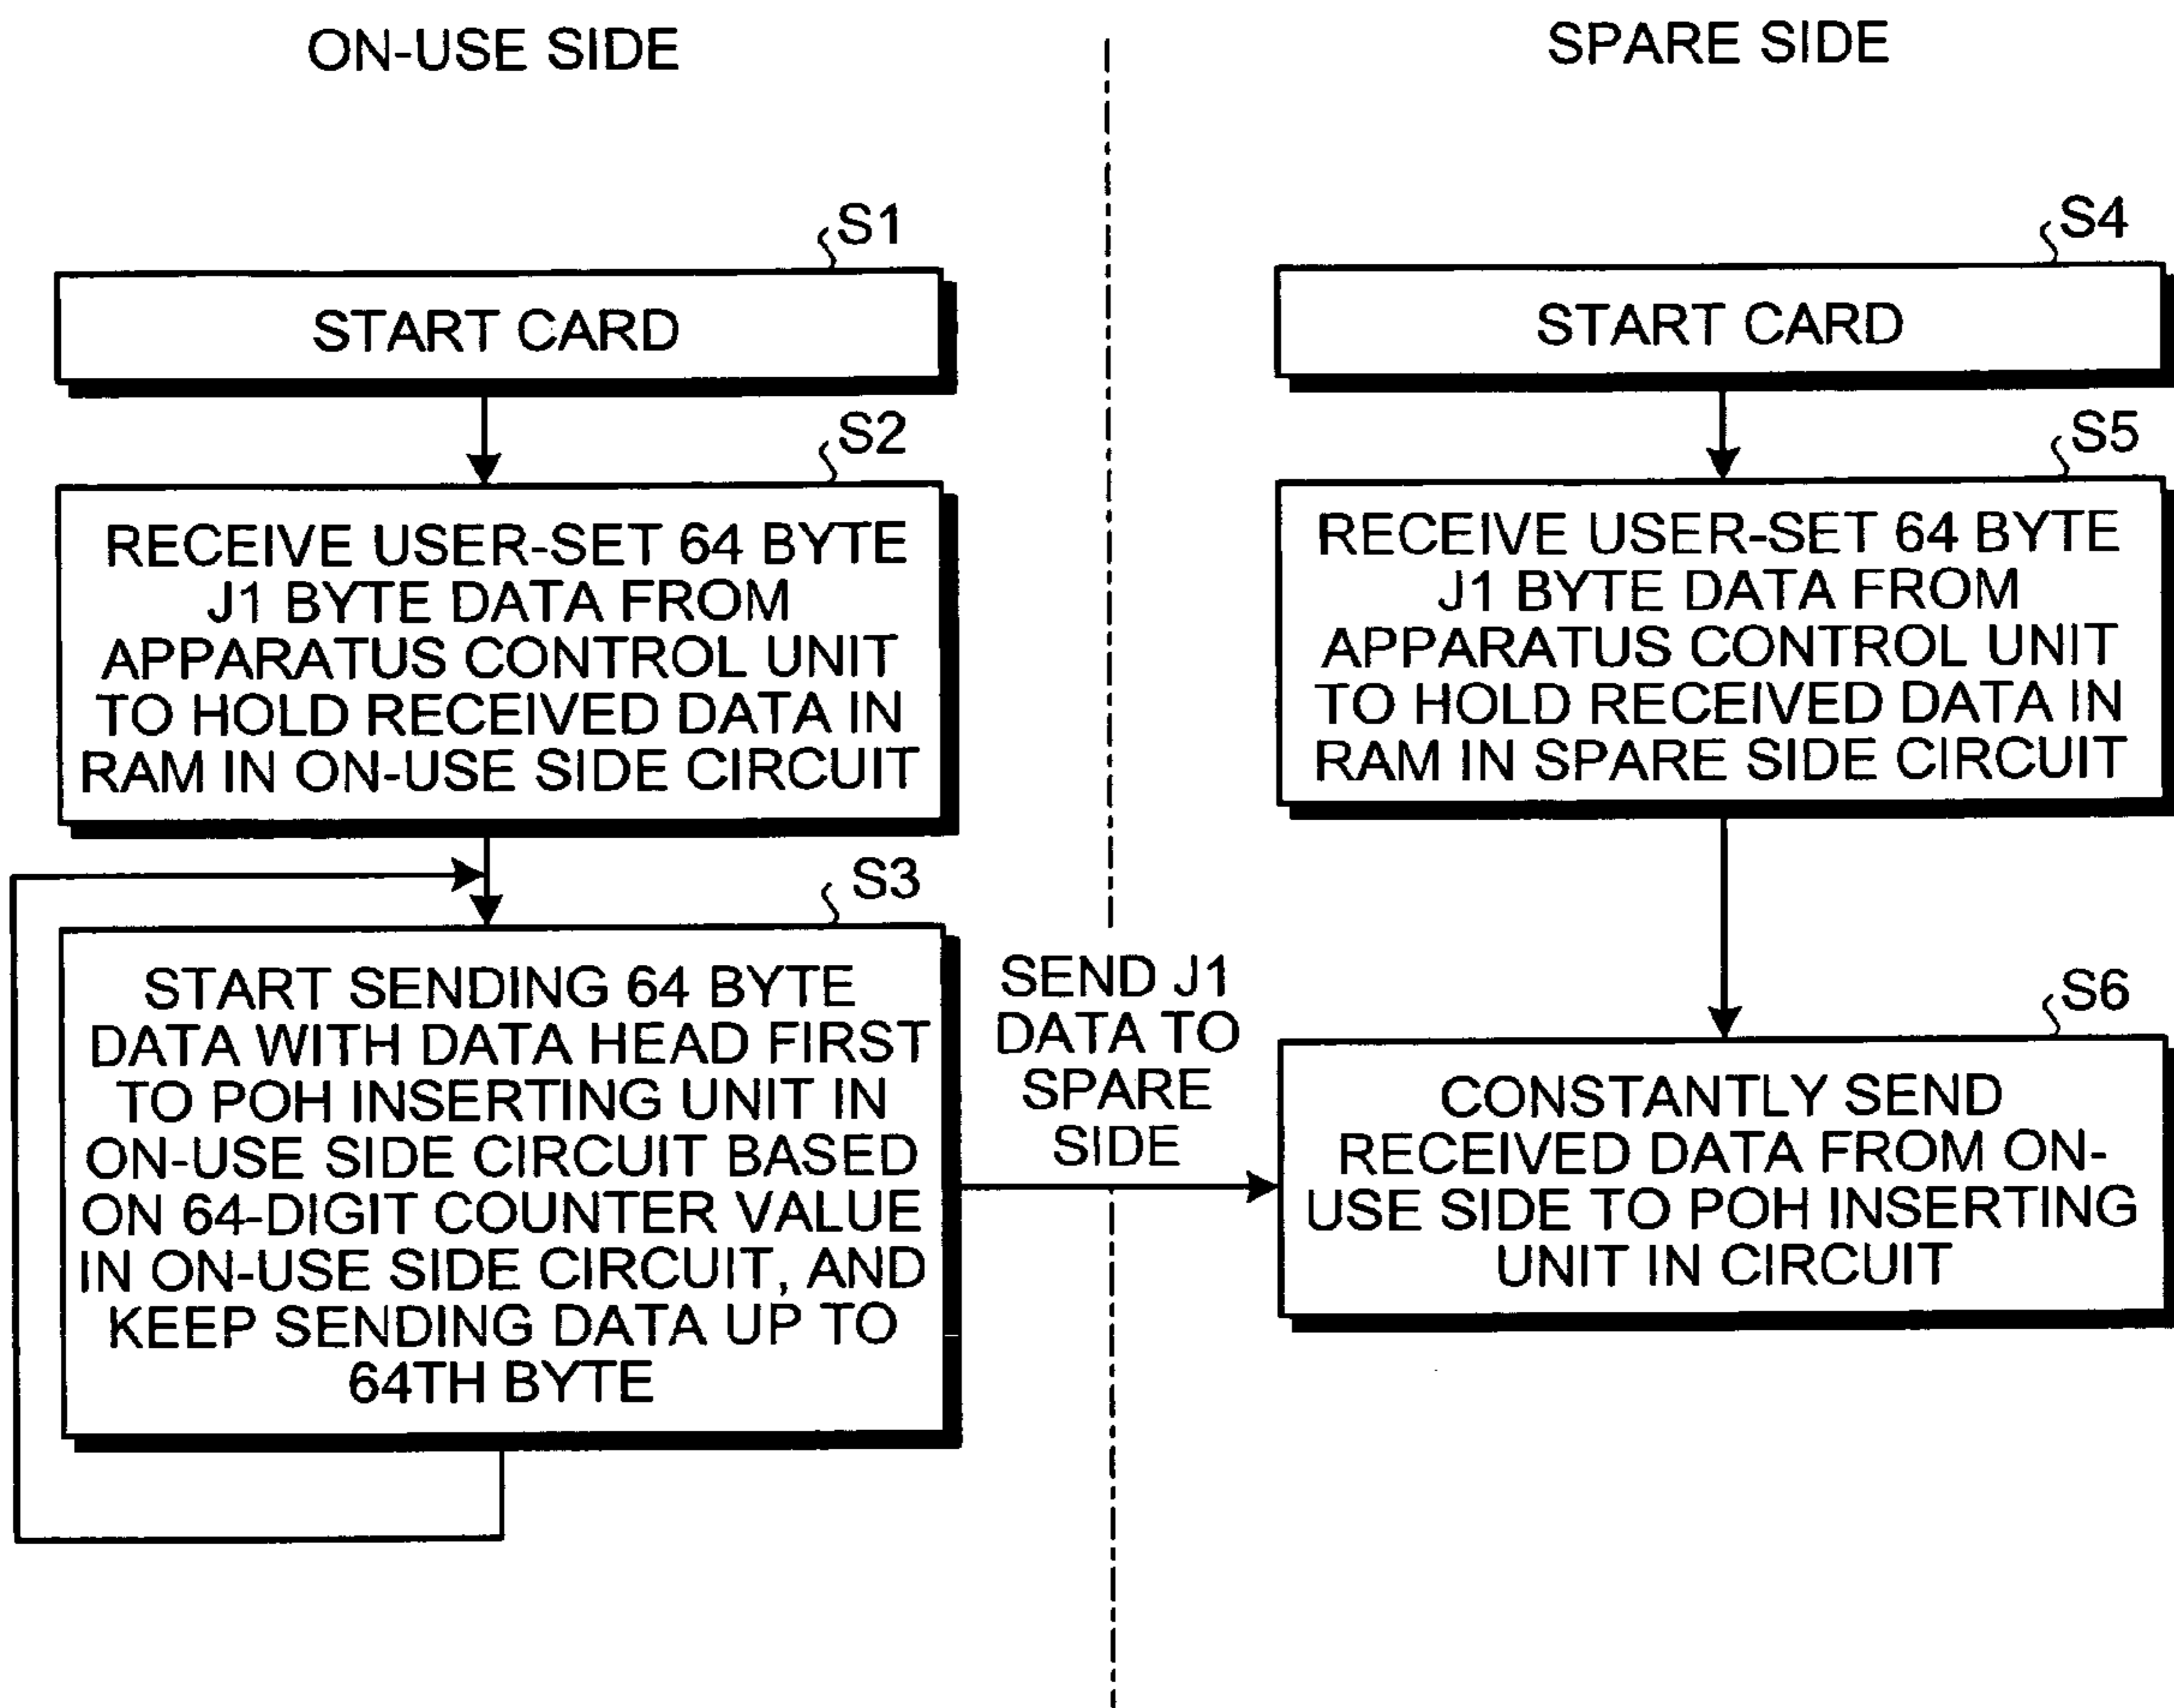 ON-USE SIDE
S1
START CARD
S2
RECEIVE USER-SET 64 BYTE
J1 BYTE DATA FROM
APPARATUS CONTROL UNIT
TO HOLD RECEIVED DATA IN
RAM IN ON-USE SIDE CIRCUIT
S3
START SENDING 64 BYTE
DATA WITH DATA HEAD FIRST
TO POH INSERTING UNIT IN
ON-USE SIDE CIRCUIT BASED
ON 64-DIGIT COUNTER VALUE
IN ON-USE SIDE CIRCUIT, AND
KEEP SENDING DATA UP TO
64TH BYTE
SEND J1
DATA TO
SPARE
SIDE
SPARE SIDE
S4
START CARD
S5
RECEIVE USER-SET 64 BYTE
J1 BYTE DATA FROM
APPARATUS CONTROL UNIT
TO HOLD RECEIVED DATA IN
RAM IN SPARE SIDE CIRCUIT
S6
CONSTANTLY SEND
RECEIVED DATA FROM ON-
USE SIDE TO POH INSERTING
UNIT IN CIRCUIT